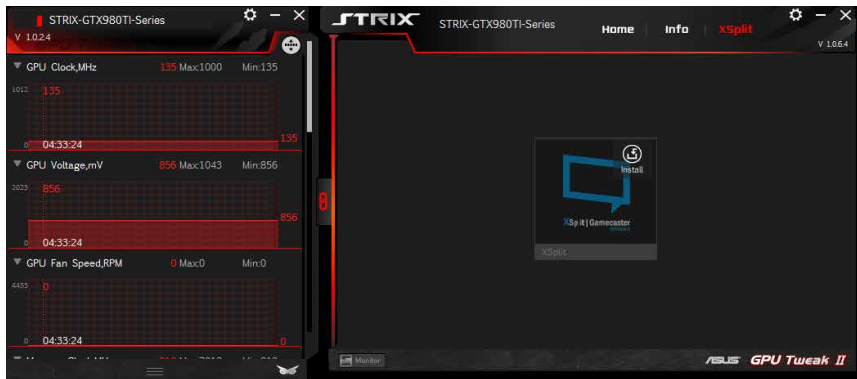 STRIX-GTX980TI-Series
V 1.0.2.4
GPU Clock,MHz 135 Max:1000 Min:135
1012 135
135
0 04:33:24
GPU Voltage,mV 856 Max:1043 Min:856
2025 856
856
0 04:33:24
GPU Fan Speed,RPM 0 Max:0 Min:0
4455 0
0 04:33:24 0
STRIX STRIX-GTX980TI-Series Home Info XSplit
V 1.0.6.4
Install
XSplit | Gamecaster
XSplit
Monitor
ASUS GPU Tweak II